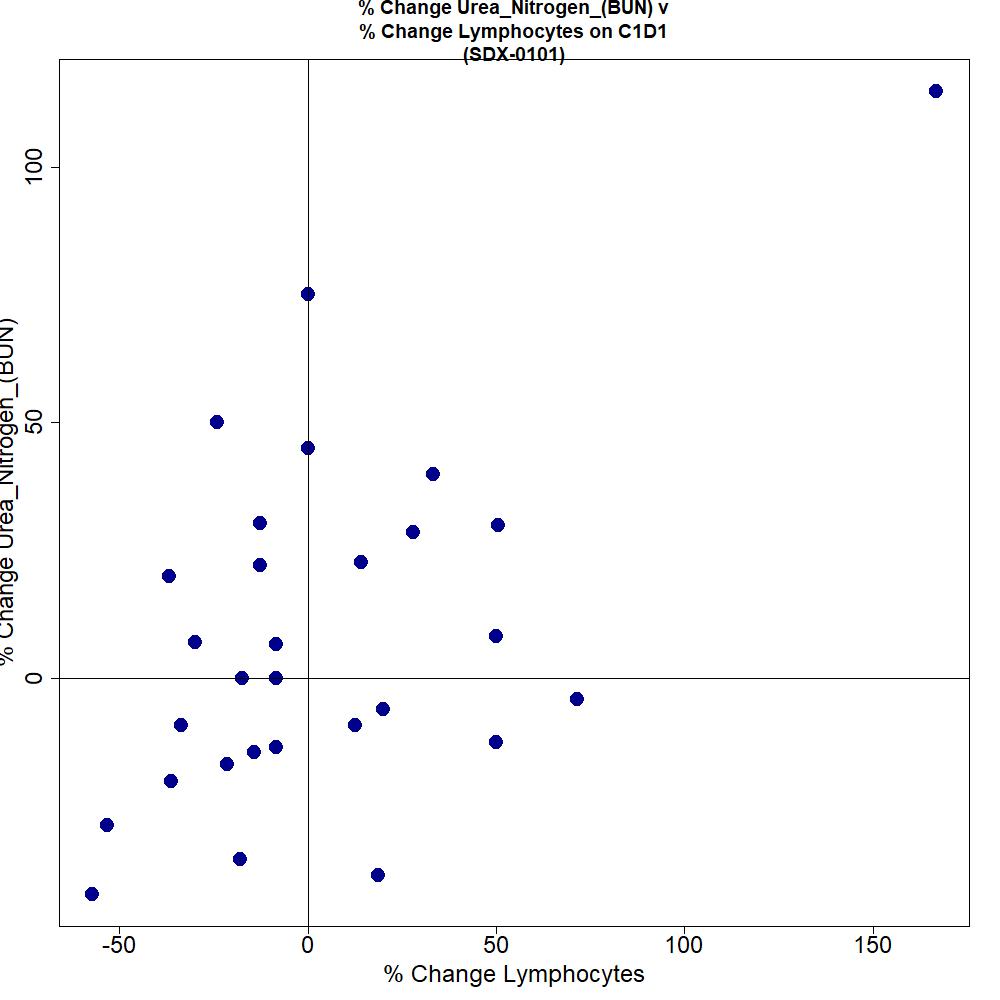 % Change Urea_Nitrogen_(BUN) v
% Change Lymphocytes on C1D1
(SDX-0101)
100
50
0
% Change Urea_Nitrogen_(BUN)
-50 0 50 100 150
% Change Lymphocytes